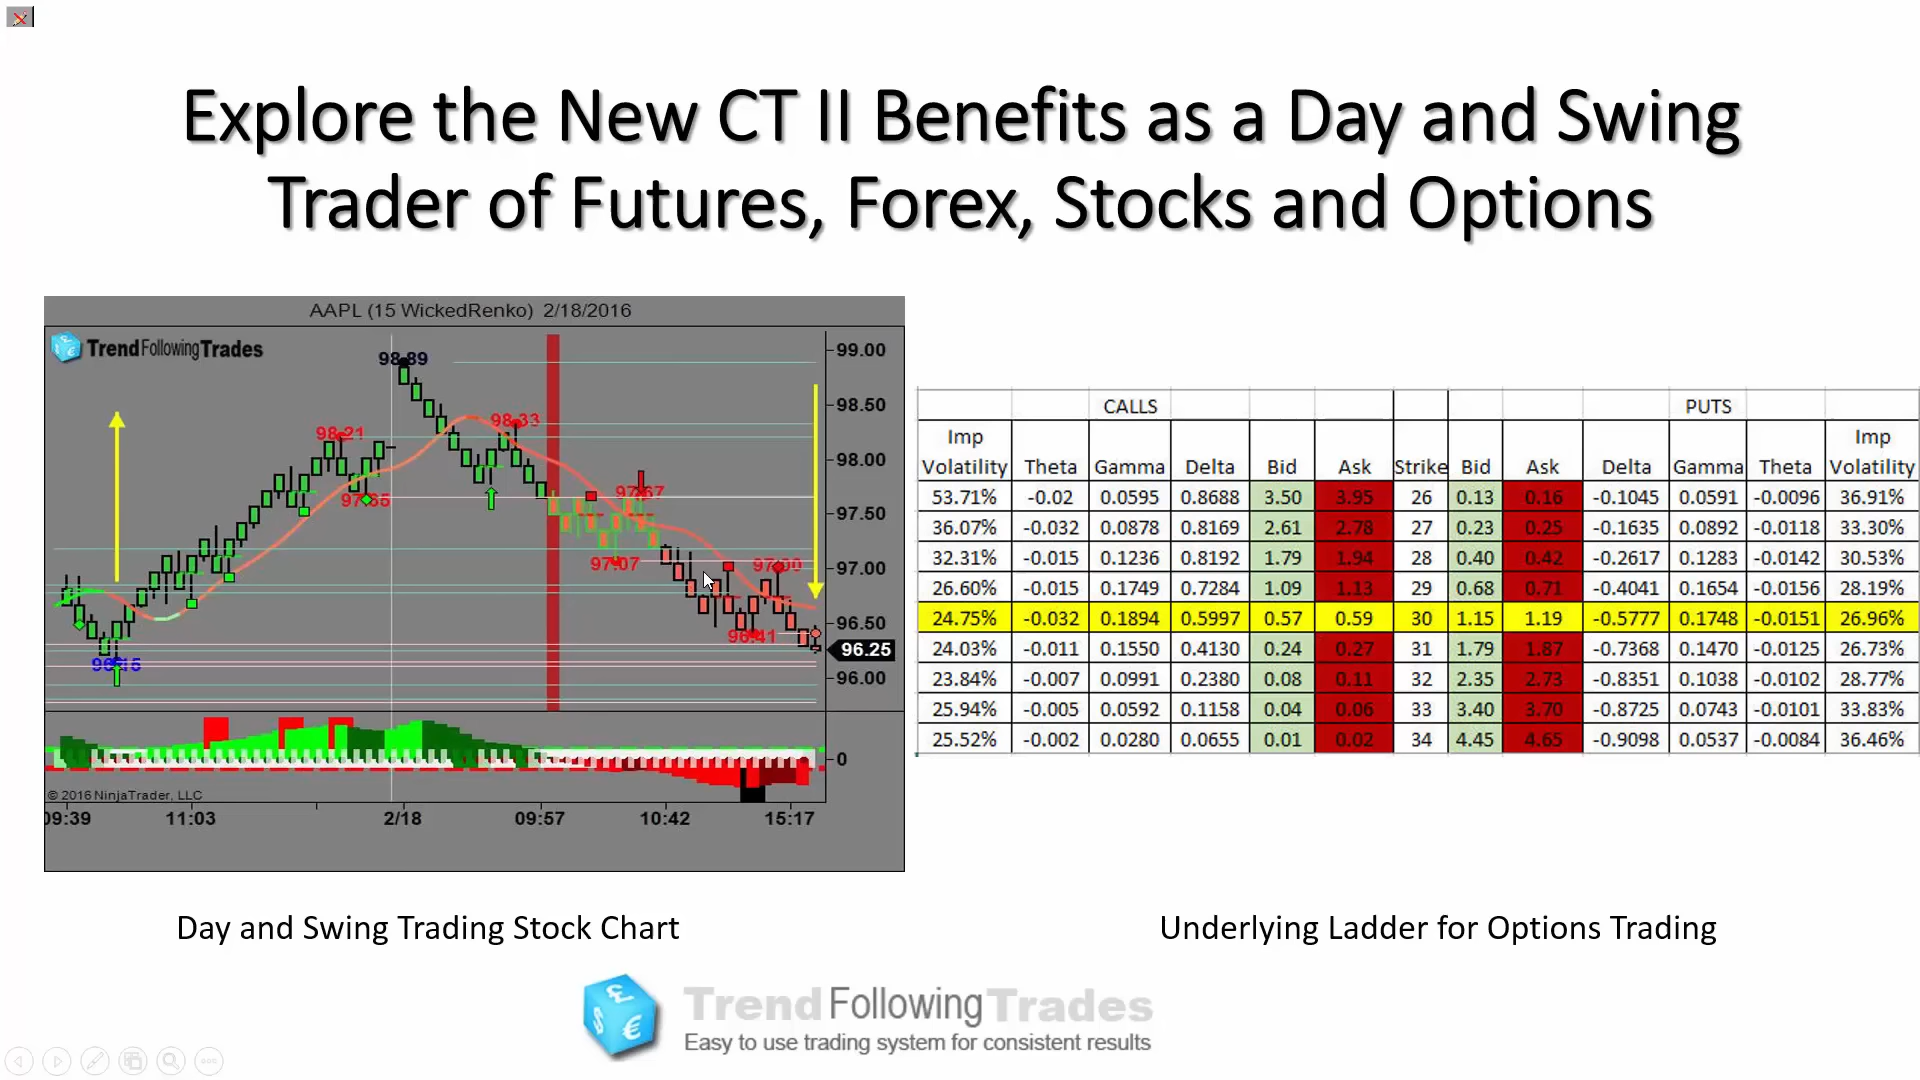 Explore the New CT II Benefits as a Day and Swing
Trader of Futures, Forex, Stocks and Options
AAPL (15 WickedRenko) 2/18/2016
TrendFollowingTrades
98.89
98.21
98.33
97.65
97.67
97.07
97.00
96.41
96.15
99.00
98.50
98.00
97.50
97.00
96.50
96.25
96.00
0
© 2016 NinjaTrader, LLC
09:39 11:03 2/18 09:57 10:42 15:17
CALLS PUTS
Imp Imp
Volatility Theta Gamma Delta Bid Ask Strike Bid Ask Delta Gamma Theta Volatility
53.71% -0.02 0.0595 0.8688 3.50 3.95 26 0.13 0.16 -0.1045 0.0591 -0.0096 36.91%
36.07% -0.032 0.0878 0.8169 2.61 2.78 27 0.23 0.25 -0.1635 0.0892 -0.0118 33.30%
32.31% -0.015 0.1236 0.8192 1.79 1.94 28 0.40 0.42 -0.2617 0.1283 -0.0142 30.53%
26.60% -0.015 0.1749 0.7284 1.09 1.13 29 0.68 0.71 -0.4041 0.1654 -0.0156 28.19%
24.75% -0.032 0.1894 0.5997 0.57 0.59 30 1.15 1.19 -0.5777 0.1748 -0.0151 26.96%
24.03% -0.011 0.1550 0.4130 0.24 0.27 31 1.79 1.87 -0.7368 0.1470 -0.0125 26.73%
23.84% -0.007 0.0991 0.2380 0.08 0.11 32 2.35 2.73 -0.8351 0.1038 -0.0102 28.77%
25.94% -0.005 0.0592 0.1158 0.04 0.06 33 3.40 3.70 -0.8725 0.0743 -0.0101 33.83%
25.52% -0.002 0.0280 0.0655 0.01 0.02 34 4.45 4.65 -0.9098 0.0537 -0.0084 36.46%
Day and Swing Trading Stock Chart
Underlying Ladder for Options Trading
£ $ €
TrendFollowingTrades
Easy to use trading system for consistent results